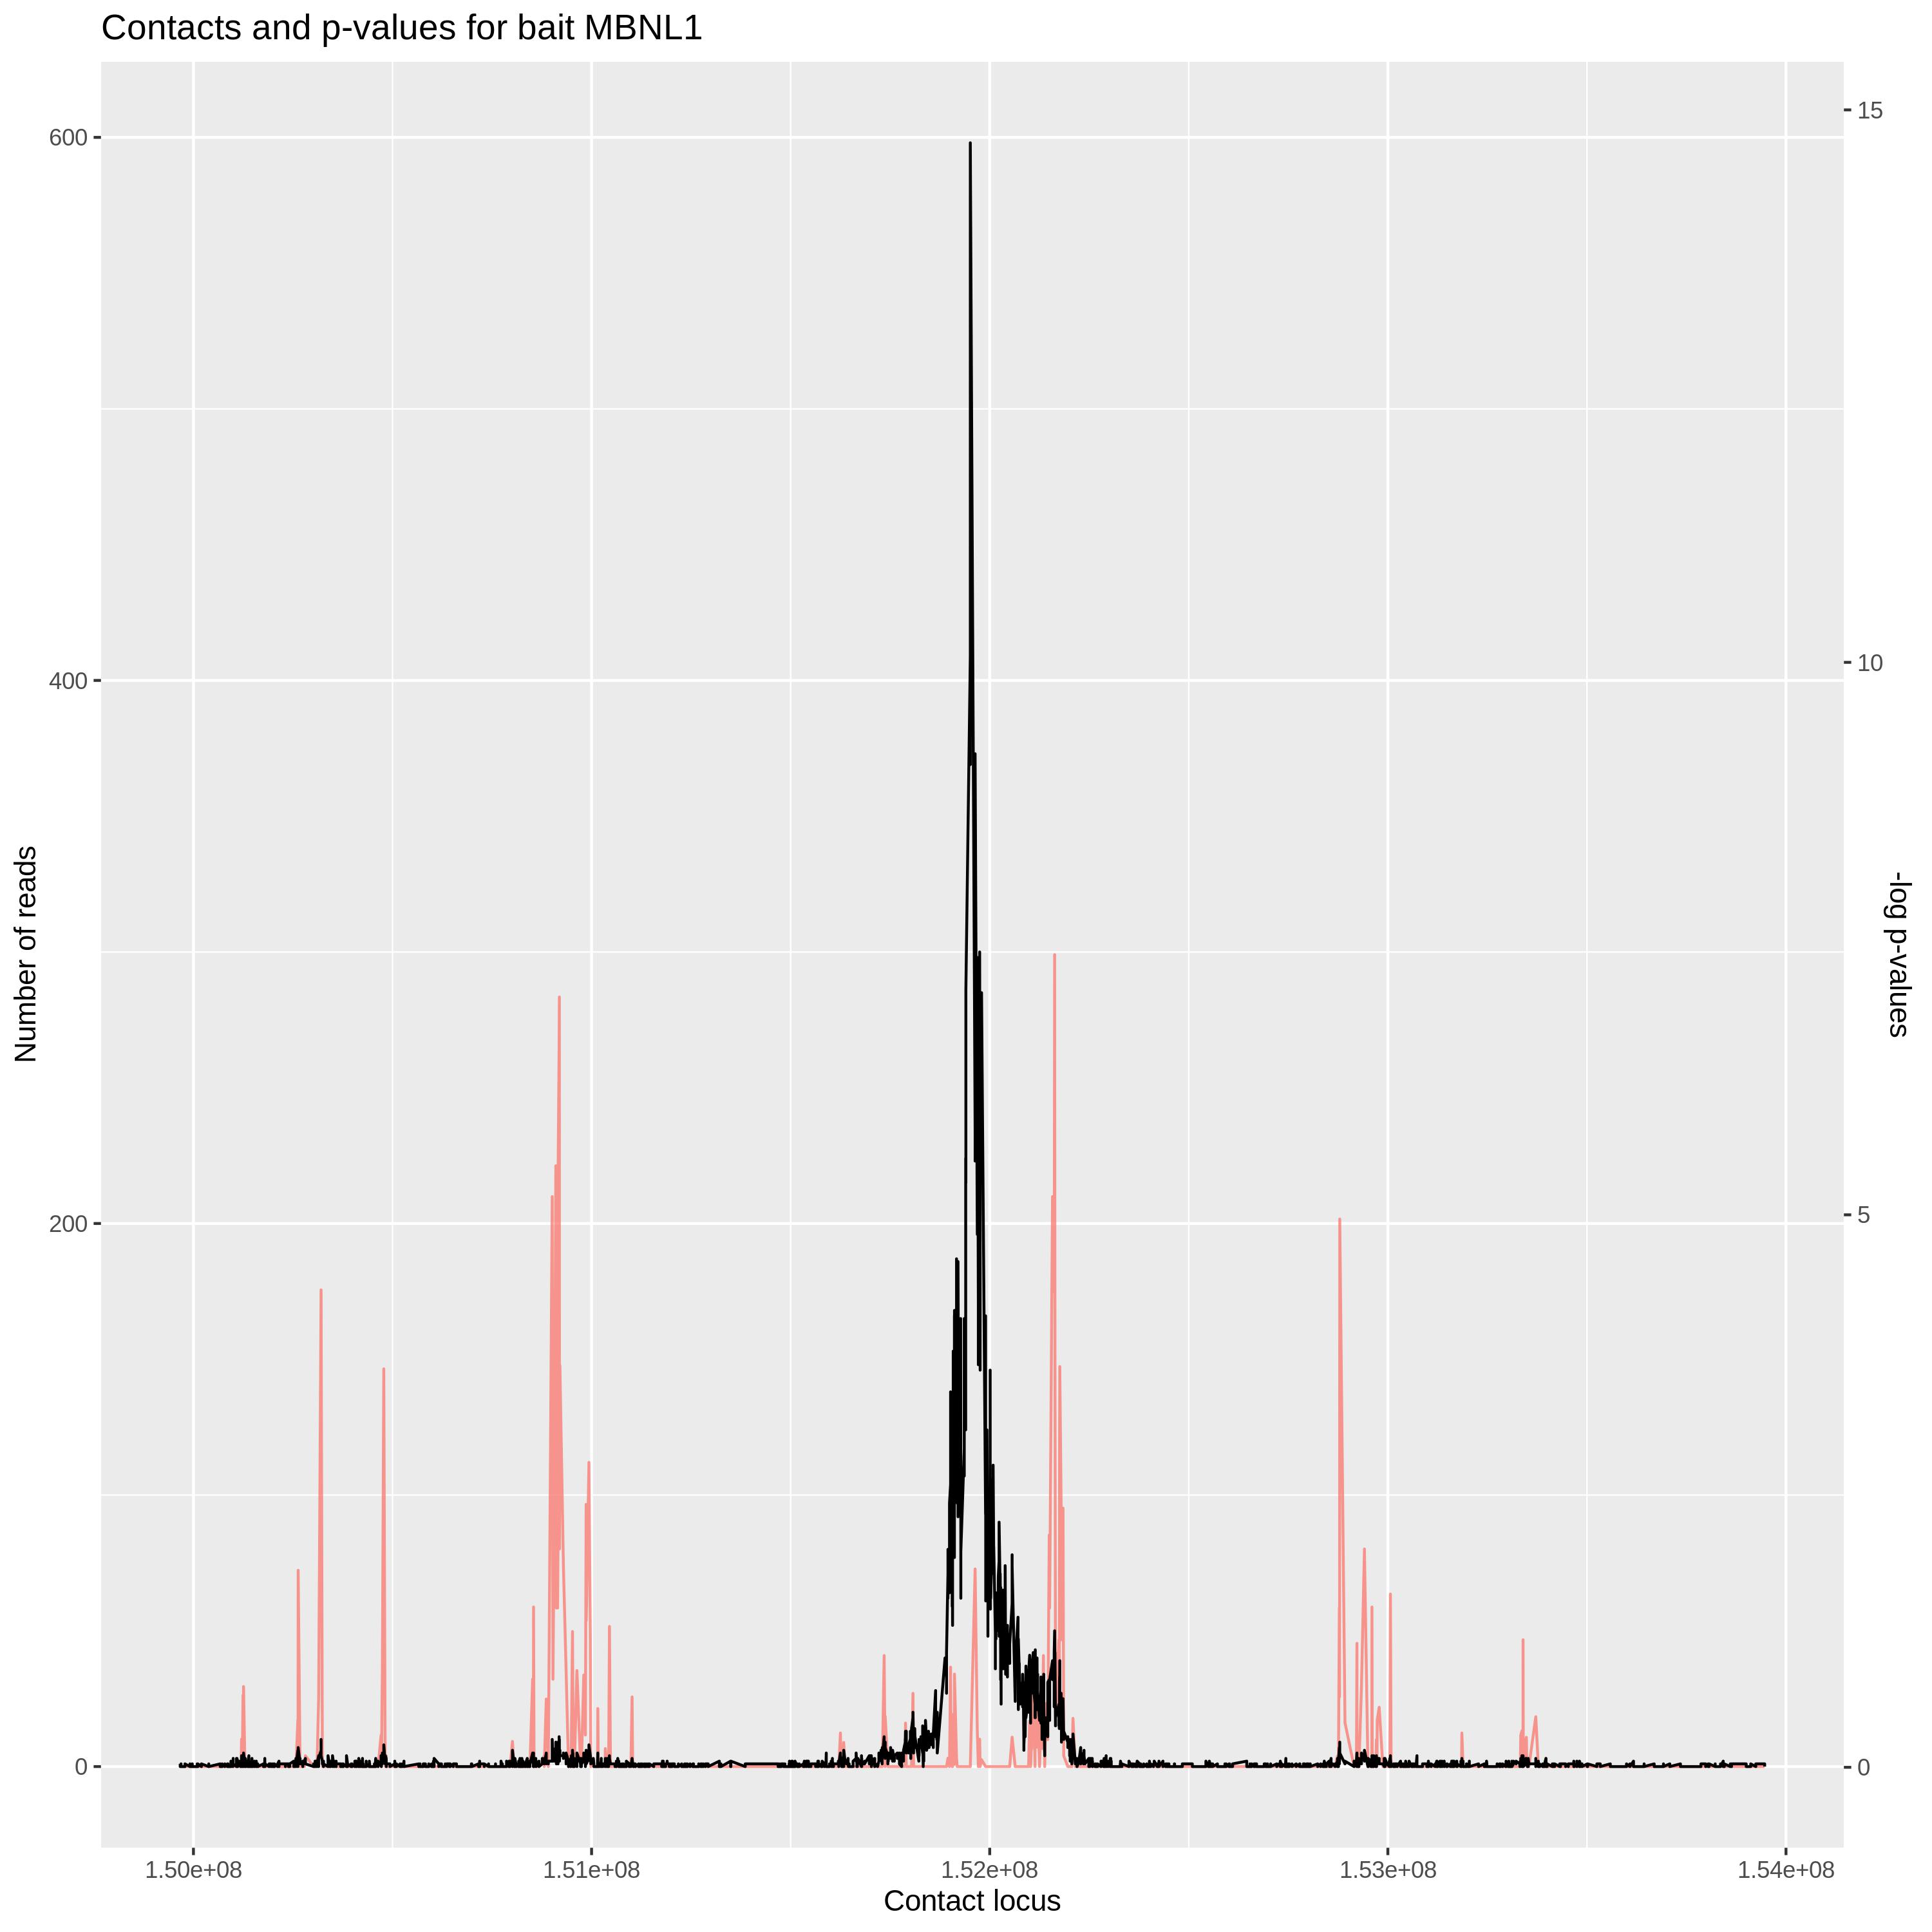 Contacts and p-values for bait MBNL1
600
400
200
0
Number of reads
15
10
5
0
-log p-values
1.50e+08
1.51e+08
1.52e+08
1.53e+08
1.54e+08
Contact locus